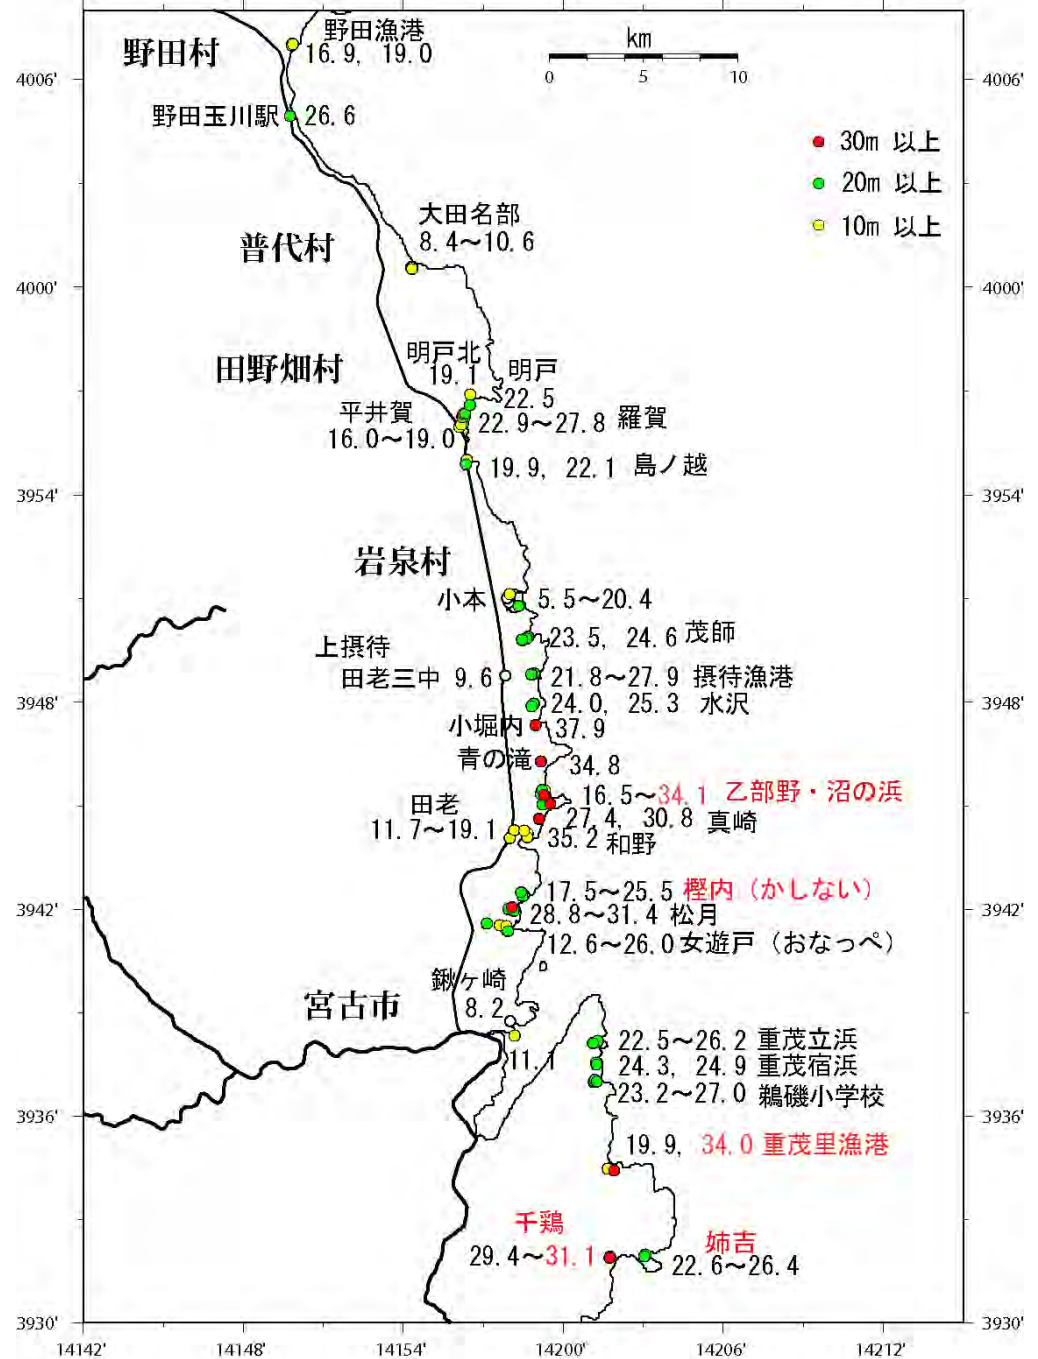 野田漁港
16.9, 19.0
野田村
km
0 5 10
4006'
4006'
野田玉川駅 26.6
30m 以上
20m 以上
10m 以上
大田名部
8.4～10.6
普代村
4000'
4000'
明戸北
19.1
明戸
22.5
田野畑村
平井賀
16.0～19.0
22.9～27.8 羅賀
19.9, 22.1 島ノ越
3954'
3954'
岩泉村
小本 5.5～20.4
23.5, 24.6 茂師
上摂待
田老三中 9.6
21.8～27.9 摂待漁港
3948'
3948'
24.0, 25.3 水沢
小堀内 37.9
青の滝 34.8
16.5～34.1 乙部野・沼の浜
田老
11.7～19.1
27.4, 30.8 真崎
35.2 和野
17.5～25.5 樫内（かしない）
3942'
3942'
28.8～31.4 松月
12.6～26.0 女遊戸（おなっぺ）
鍬ヶ崎
8.2
宮古市
11.1
22.5～26.2 重茂立浜
24.3, 24.9 重茂宿浜
23.2～27.0 鵜磯小学校
3936'
3936'
19.9, 34.0 重茂里漁港
千鶏
29.4～31.1
姉吉
22.6～26.4
3930'
3930'
14142' 14148' 14154' 14200' 14206' 14212'